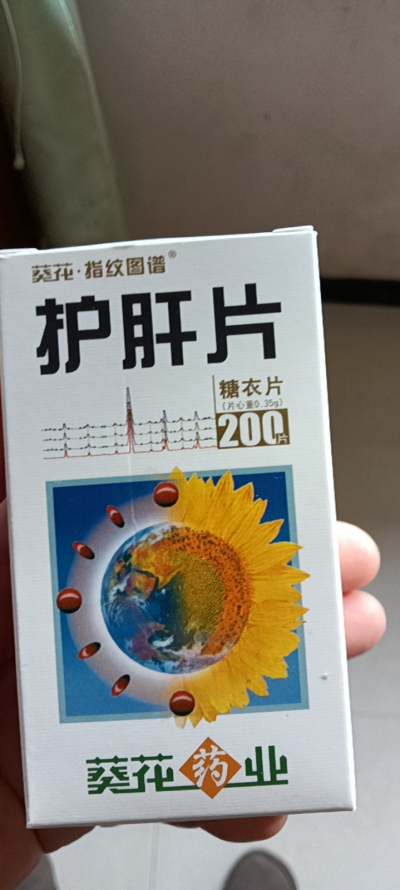 葵花·指纹图谱®
护肝片
糖衣片
(片心重0.35g)
200片
葵花药业